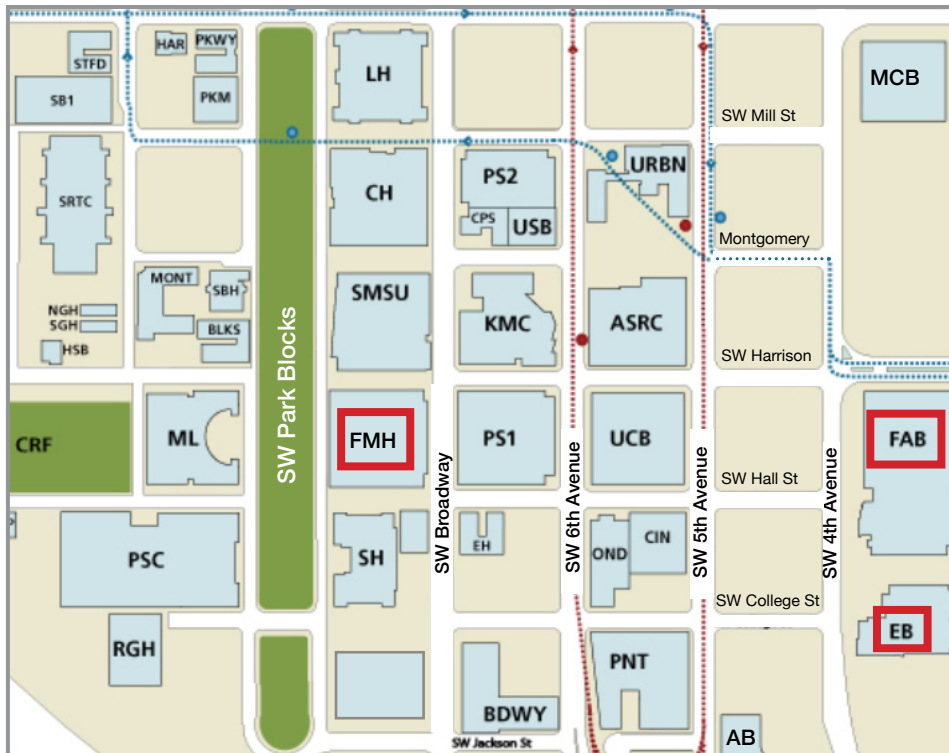 HAR
PKWY
STFD
LH
MCB
SB1
PKM
SW Mill St
SRTC
CH
PS2
URBN
CPS
USB
Montgomery
MONT
SBH
SMSU
KMC
ASRC
NGH
SGH
BLKS
HSB
SW Harrison
SW Park Blocks
CRF
ML
FMH
SW Broadway
PS1
SW 6th Avenue
UCB
SW 5th Avenue
SW Hall St
SW 4th Avenue
FAB
PSC
SH
EH
OND
CIN
SW College St
EB
RGH
PNT
BDWY
AB
SW Jackson St